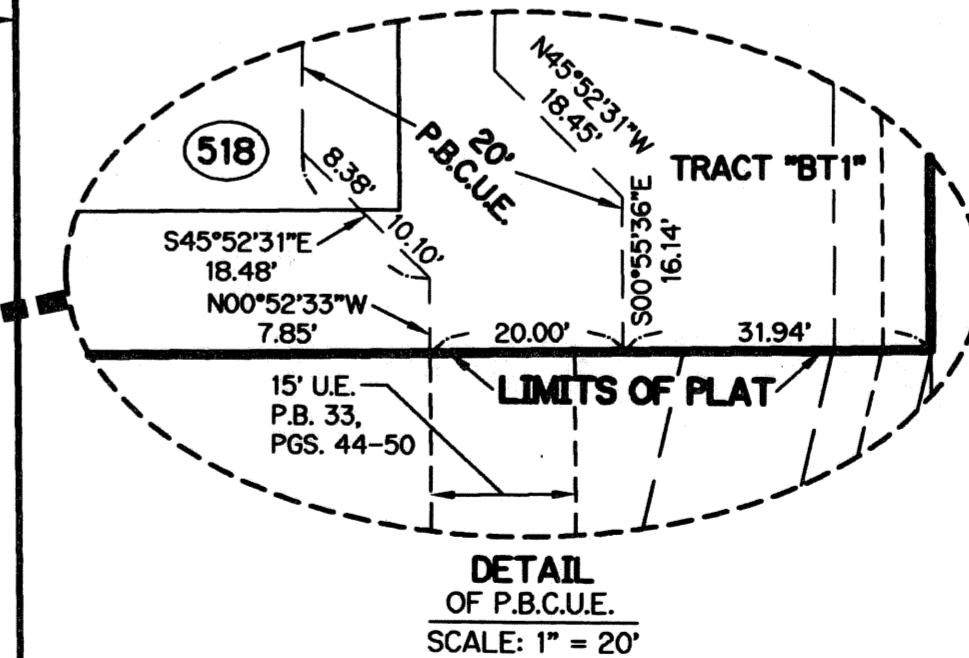 518
8.38'
10.10'
S45°52'31"E
18.48'
N00°52'33"W
7.85'
20'
P.B.C.U.E.
N45°52'31"W
18.45'
TRACT "BT1"
S00°55'36"E
16.14'
20.00'
31.94'
LIMITS OF PLAT
15' U.E.
P.B. 33,
PGS. 44-50
DETAIL
OF P.B.C.U.E.
SCALE: 1" = 20'